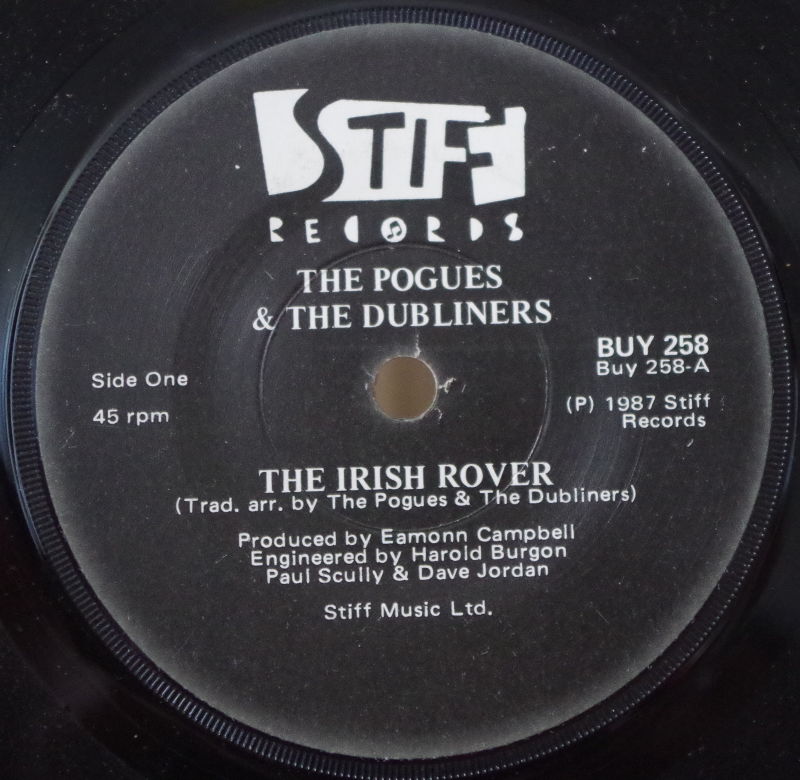 STIFF
RECORDS
THE POGUES
& THE DUBLINERS
BUY 258
Buy 258-A
Side One
45 rpm
(P) 1987 Stiff
Records
THE IRISH ROVER
(Trad. arr. by The Pogues & The Dubliners)
Produced by Eamonn Campbell
Engineered by Harold Burgon
Paul Scully & Dave Jordan
Stiff Music Ltd.